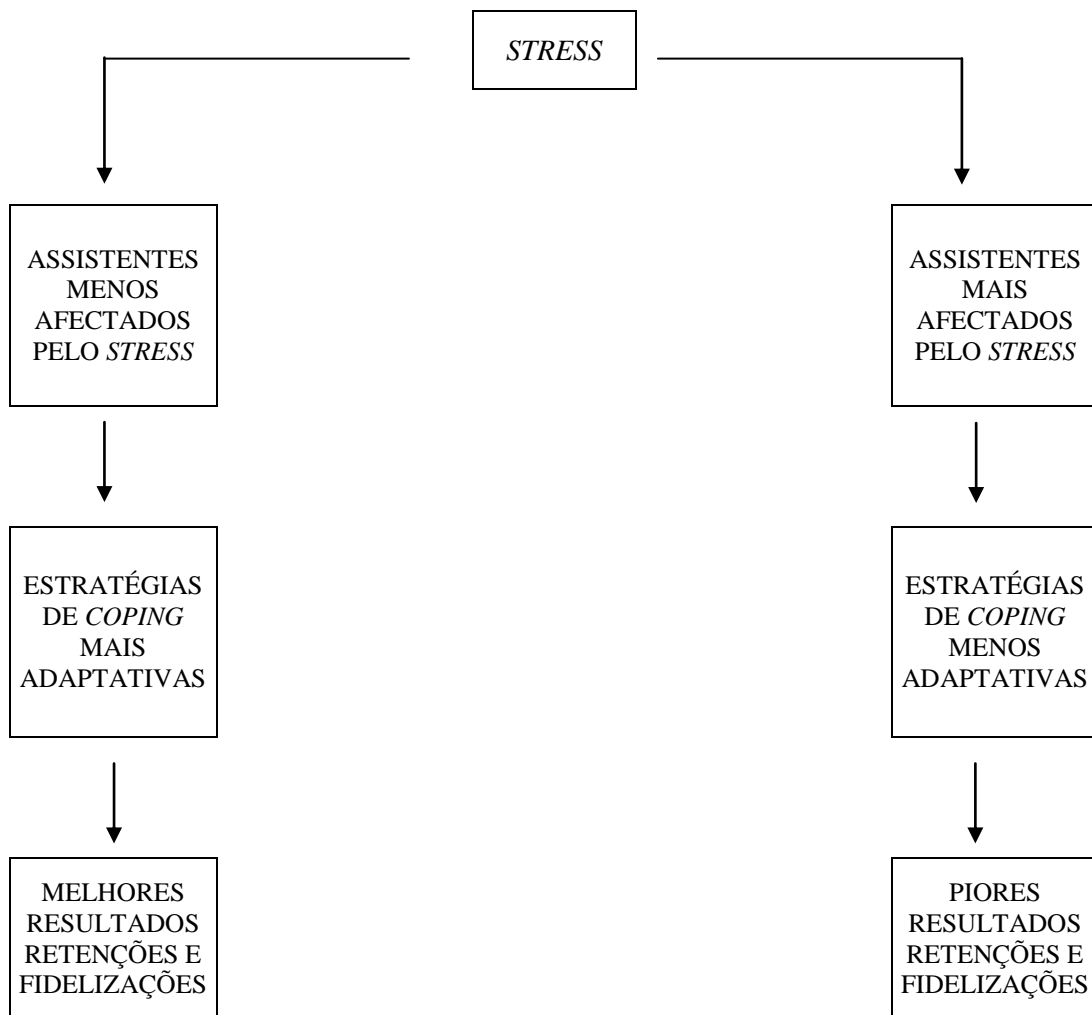 STRESS
ASSISTENTES
MENOS
AFECTADOS
PELO STRESS
ASSISTENTES
MAIS
AFECTADOS
PELO STRESS
ESTRATÉGIAS
DE COPING
MAIS
ADAPTATIVAS
ESTRATÉGIAS
DE COPING
MENOS
ADAPTATIVAS
MELHORES
RESULTADOS
RETENÇÕES E
FIDELIZAÇÕES
PIORES
RESULTADOS
RETENÇÕES E
FIDELIZAÇÕES